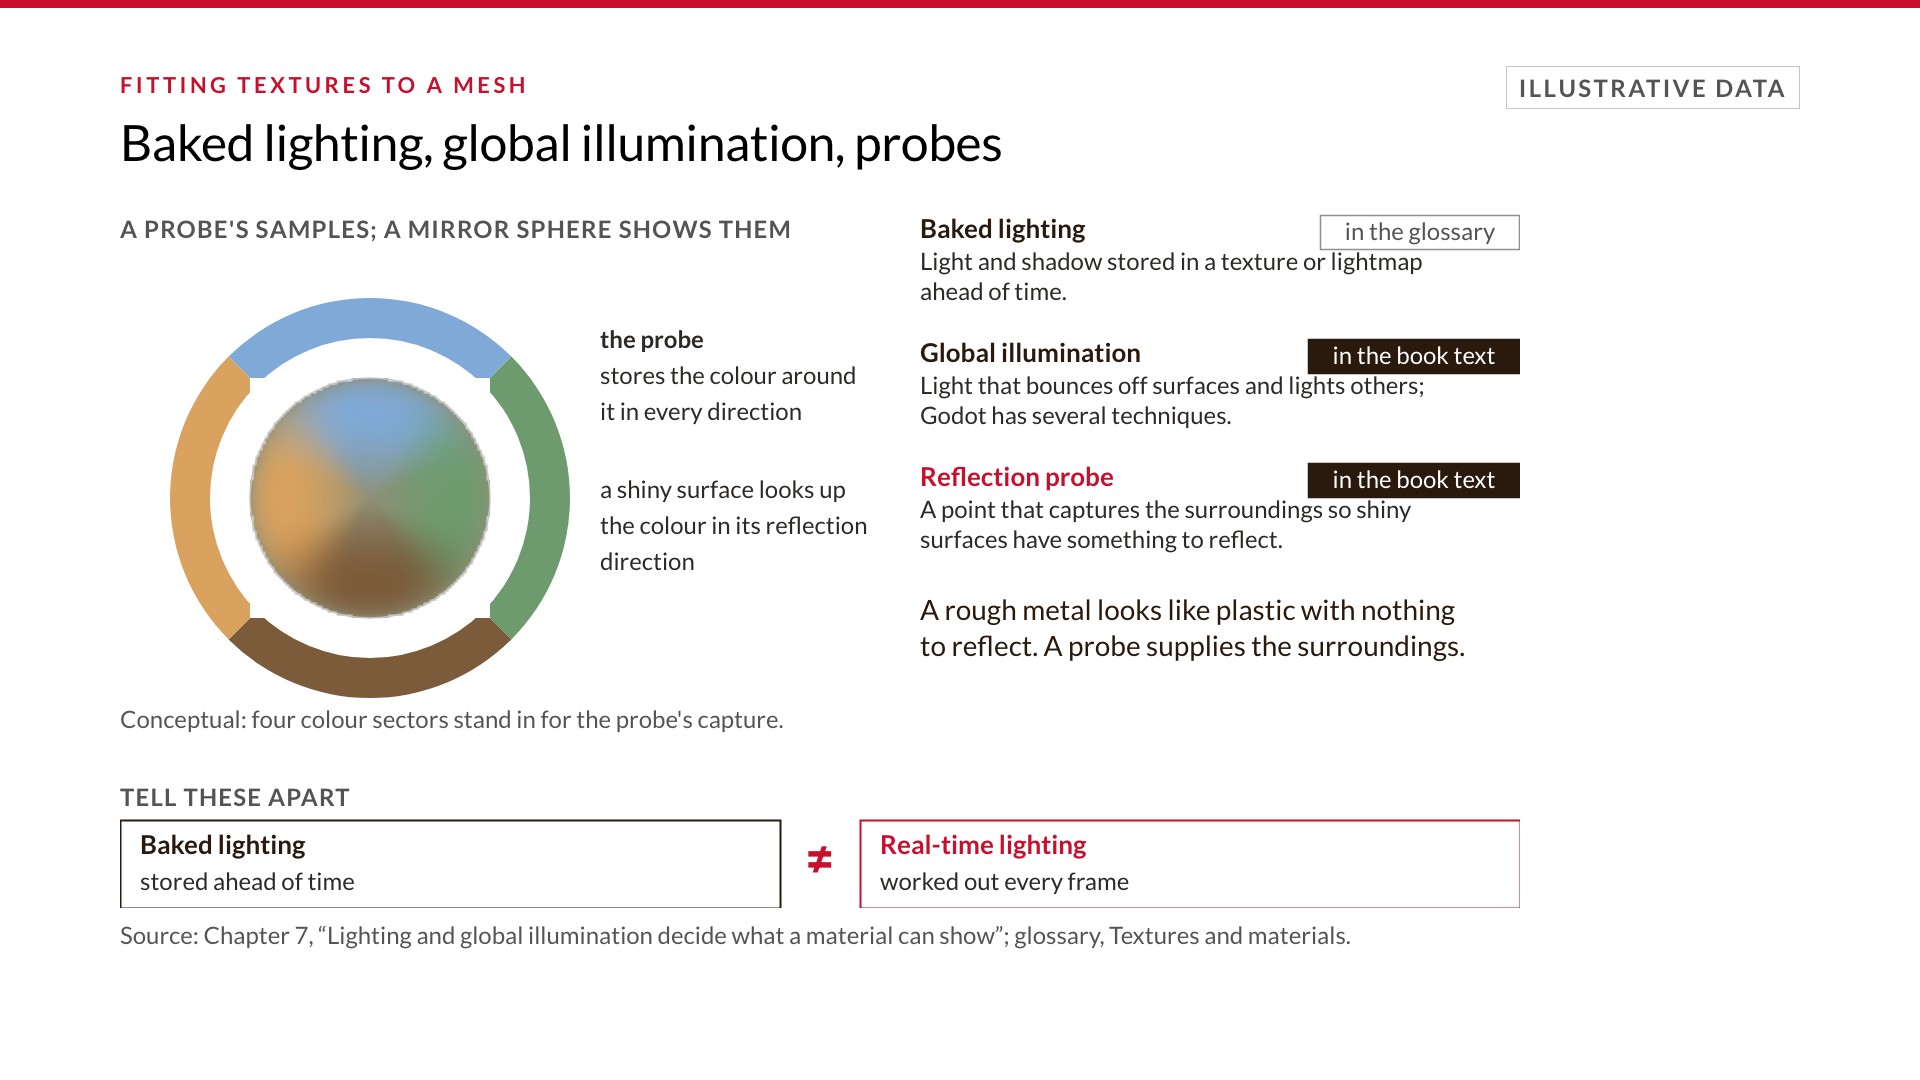 FITTING TEXTURES TO A MESH
ILLUSTRATIVE DATA
Baked lighting, global illumination, probes
A PROBE'S SAMPLES; A MIRROR SPHERE SHOWS THEM
the probe
stores the colour around
it in every direction
a shiny surface looks up
the colour in its reflection
direction
Conceptual: four colour sectors stand in for the probe's capture.
Baked lighting
in the glossary
Light and shadow stored in a texture or lightmap
ahead of time.
Global illumination
in the book text
Light that bounces off surfaces and lights others;
Godot has several techniques.
Reflection probe
in the book text
A point that captures the surroundings so shiny
surfaces have something to reflect.
A rough metal looks like plastic with nothing
to reflect. A probe supplies the surroundings.
TELL THESE APART
Baked lighting
stored ahead of time
≠
Real-time lighting
worked out every frame
Source: Chapter 7, “Lighting and global illumination decide what a material can show”; glossary, Textures and materials.